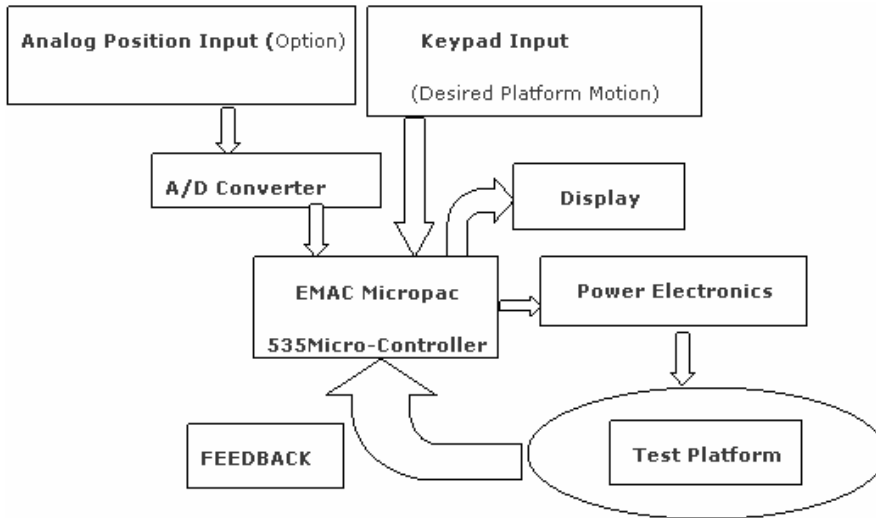 Analog Position Input (Option)
Keypad Input
(Desired Platform Motion)
A/D Converter
Display
EMAC Micropac
535Micro-Controller
Power Electronics
FEEDBACK
Test Platform